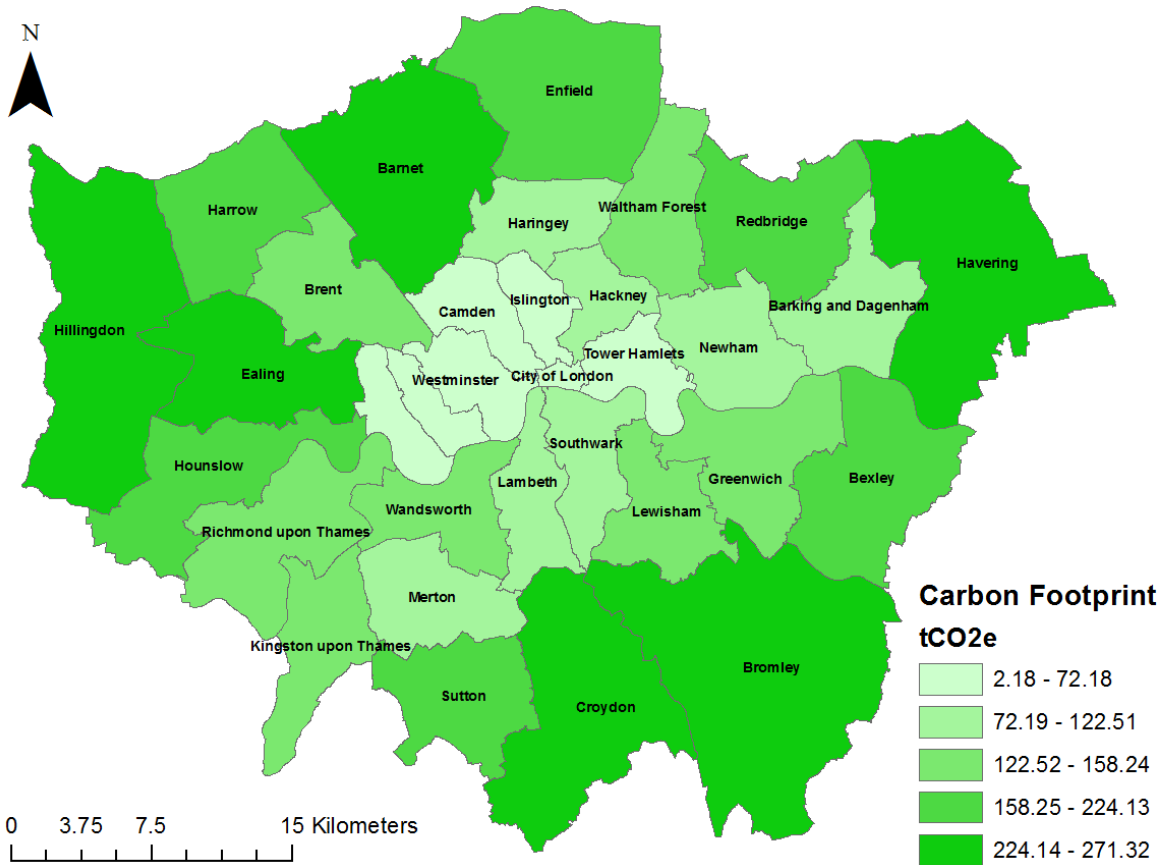 N
Enfield
Barnet
Harrow
Haringey
Waltham Forest
Redbridge
Havering
Brent
Camden
Islington
Hackney
Barking and Dagenham
Hillingdon
Ealing
Westminster
City of London
Tower Hamlets
Newham
Hounslow
Southwark
Lambeth
Greenwich
Bexley
Wandsworth
Lewisham
Richmond upon Thames
Merton
Kingston upon Thames
Sutton
Croydon
Bromley
Carbon Footprint
tCO2e
2.18 - 72.18
72.19 - 122.51
122.52 - 158.24
158.25 - 224.13
224.14 - 271.32
0 3.75 7.5 15 Kilometers